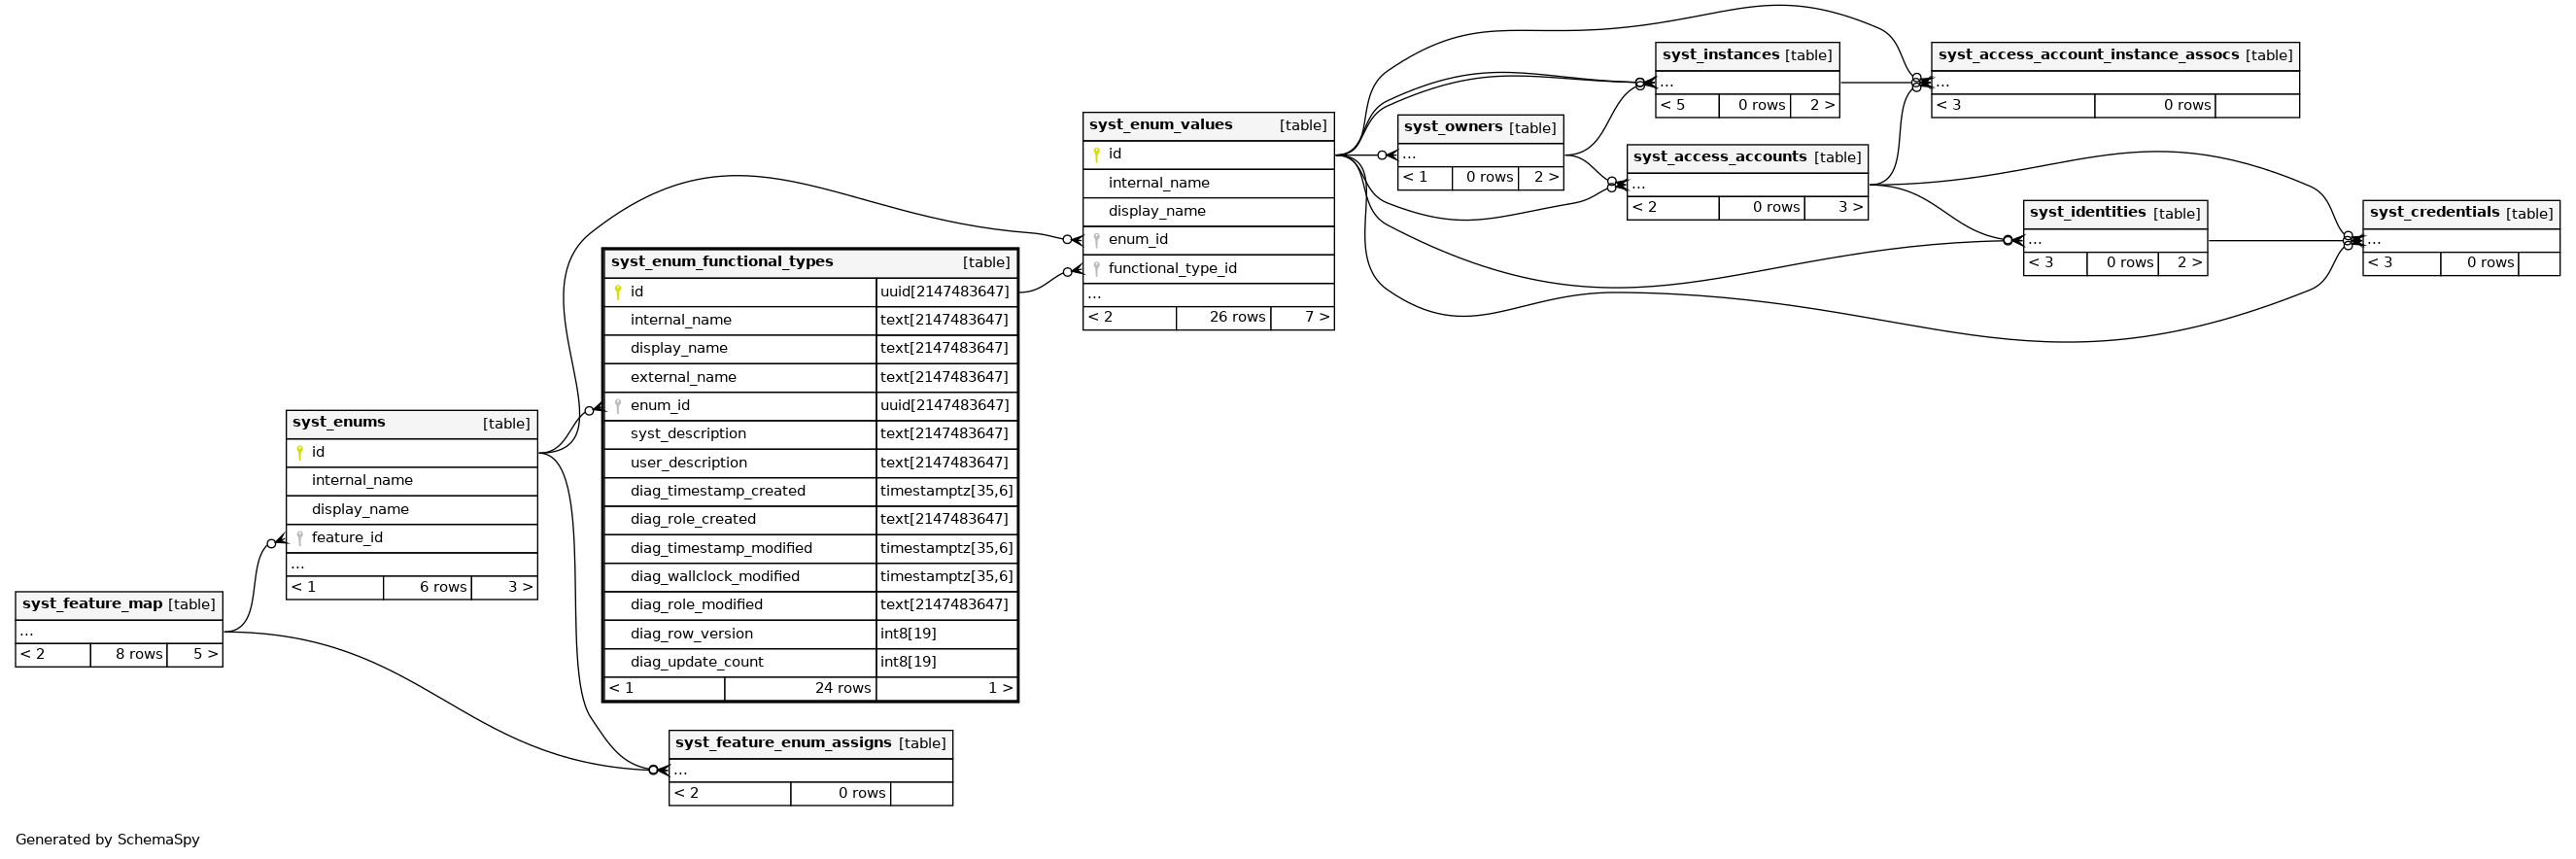 syst_instances [table]
...
< 5 0 rows 2 >
syst_access_account_instance_assocs [table]
...
< 3 0 rows
syst_enum_values [table]
id
internal_name
display_name
enum_id
functional_type_id
...
< 2 26 rows 7 >
syst_owners [table]
...
< 1 0 rows 2 >
syst_access_accounts [table]
...
< 2 0 rows 3 >
syst_identities [table]
...
< 3 0 rows 2 >
syst_credentials [table]
...
< 3 0 rows
syst_enum_functional_types [table]
id uuid[2147483647]
internal_name text[2147483647]
display_name text[2147483647]
external_name text[2147483647]
enum_id uuid[2147483647]
syst_description text[2147483647]
user_description text[2147483647]
diag_timestamp_created timestamptz[35,6]
diag_role_created text[2147483647]
diag_timestamp_modified timestamptz[35,6]
diag_wallclock_modified timestamptz[35,6]
diag_role_modified text[2147483647]
diag_row_version int8[19]
diag_update_count int8[19]
< 1 24 rows 1 >
syst_enums [table]
id
internal_name
display_name
feature_id
...
< 1 6 rows 3 >
syst_feature_map [table]
...
< 2 8 rows 5 >
syst_feature_enum_assigns [table]
...
< 2 0 rows
Generated by SchemaSpy